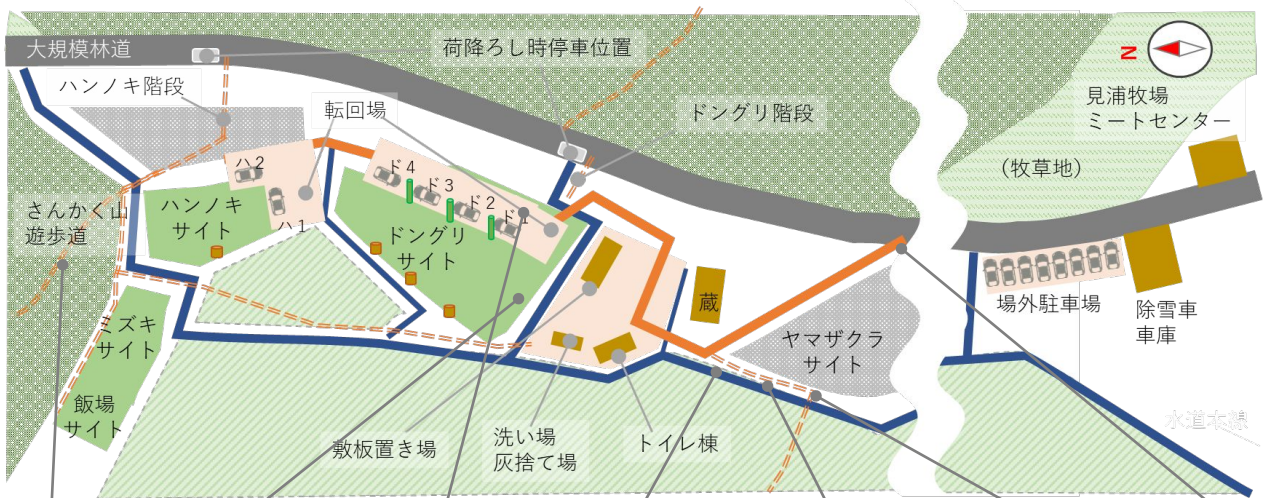 大規模林道
荷降ろし時停車位置
N
ハンノキ階段
転回場
ドングリ階段
見浦牧場
ミートセンター
(牧草地)
ハ2
ド4
ド3
ド2
ド1
さんかく山
遊歩道
ハンノキ
サイト
ハ1
ドングリ
サイト
蔵
場外駐車場
除雪車
車庫
ミズキ
サイト
ヤマザクラ
サイト
飯場
サイト
敷板置き場
洗い場
灰捨て場
トイレ棟
水道本線